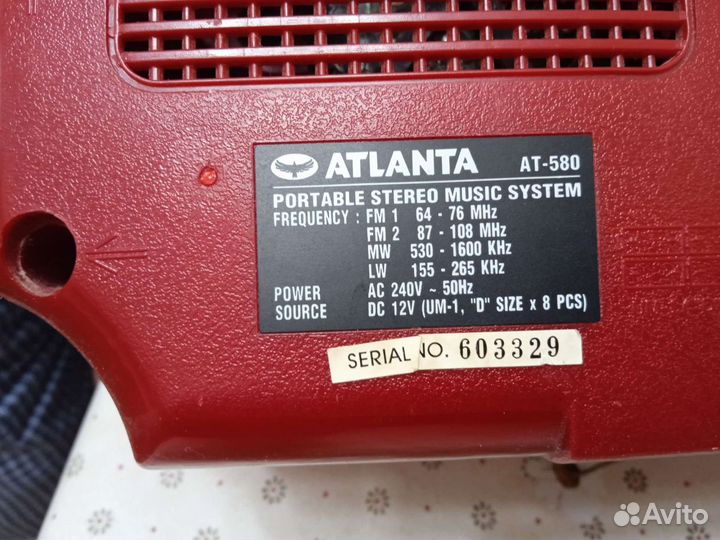 ATLANTA AT-580
PORTABLE STEREO MUSIC SYSTEM
FREQUENCY : FM 1 64 - 76 MHz
FM 2 87 - 108 MHz
MW 530 - 1600 KHz
LW 155 - 265 KHz
POWER AC 240V ~ 50Hz
SOURCE DC 12V (UM-1, "D" SIZE x 8 PCS)
SERIAL NO. 603329
Avito